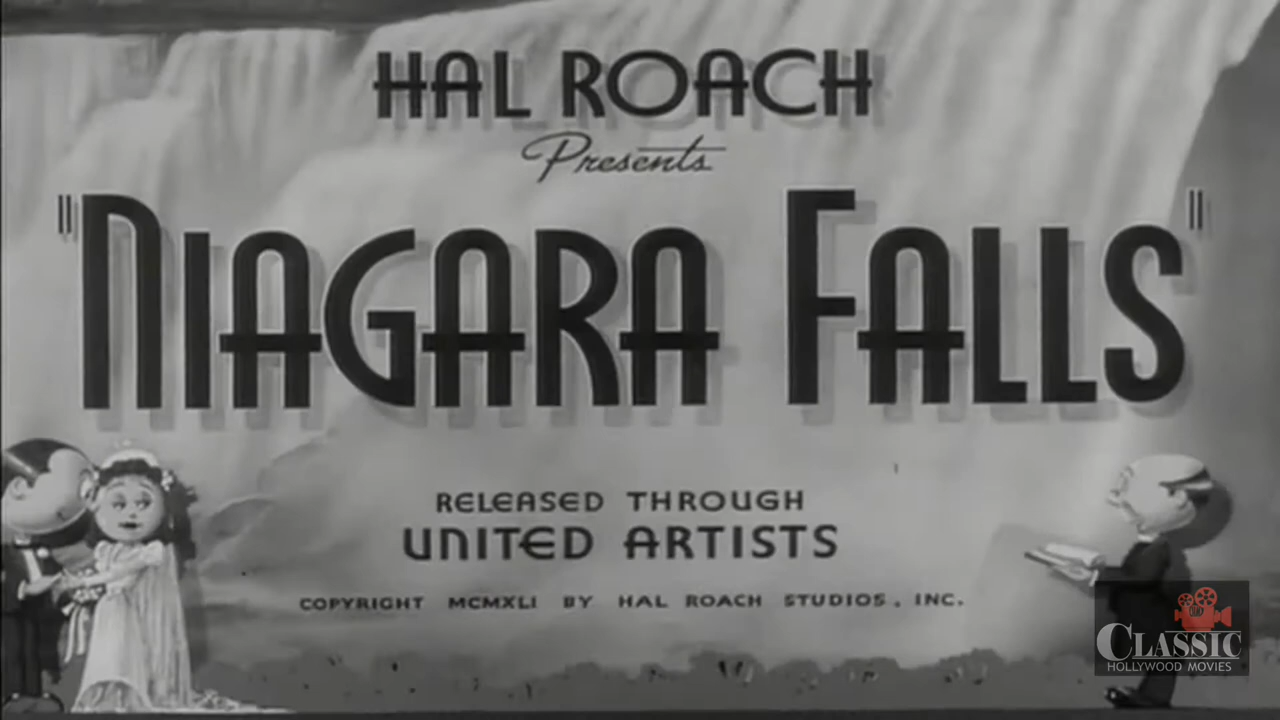 HAL ROACH
Presents
"NIAGARA FALLS"
RELEASED THROUGH
UNITED ARTISTS
COPYRIGHT MCMXLI BY HAL ROACH STUDIOS, INC.
CLASSIC
HOLLYWOOD MOVIES